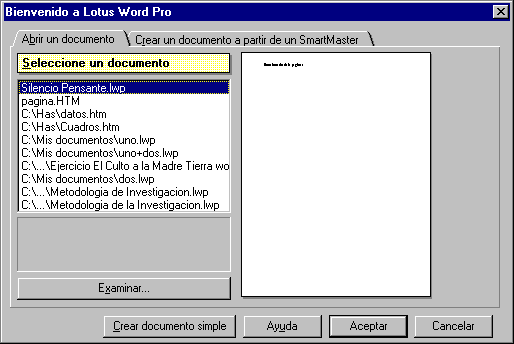 Bienvenido a Lotus Word Pro
Abrir un documento
Crear un documento a partir de un SmartMaster
Seleccione un documento
Silencio Pensante.lwp
pagina.HTM
C:\Has\datos.htm
C:\Has\Cuadros.htm
C:\Mis documentos\uno.lwp
C:\Mis documentos\uno+dos.lwp
C:\...\Ejercicio El Culto a la Madre Tierra wo
C:\Mis documentos\dos.lwp
C:\...\Metodologia de Investigacion.lwp
C:\...\Metodologia de la Investigacion.lwp
Examinar...
Crear documento simple
Ayuda
Aceptar
Cancelar